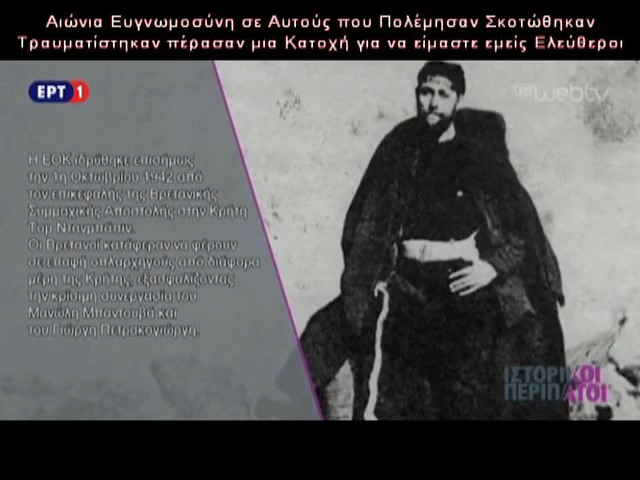 Αιώνια Ευγνωμοσύνη σε Αυτούς που Πολέμησαν Σκοτώθηκαν
Τραυματίστηκαν πέρασαν μια Κατοχή για να είμαστε εμείς Ελεύθεροι
ΕΡΤ 1
webtv
Η ΕΟΚ ιδρύθηκε επισήμως
την 1η Οκτωβρίου 1942 από
τον επικεφαλής της Βρετανικής
Συμμαχικής Αποστολής στην Κρήτη
Τομ Ντανμπάπιν.
Οι Βρετανοί κατάφεραν να φέρουν
σε επαφή οπλαρχηγούς από διάφορα
μέρη της Κρήτης, εξασφαλίζοντας
την κρίσιμη συνεργασία του
Μανώλη Μπαντουβά και
του Γιώργη Πετρακογιώργη.
ΙΣΤΟΡΙΚΟΙ
ΠΕΡΙΠΑΤΟΙ